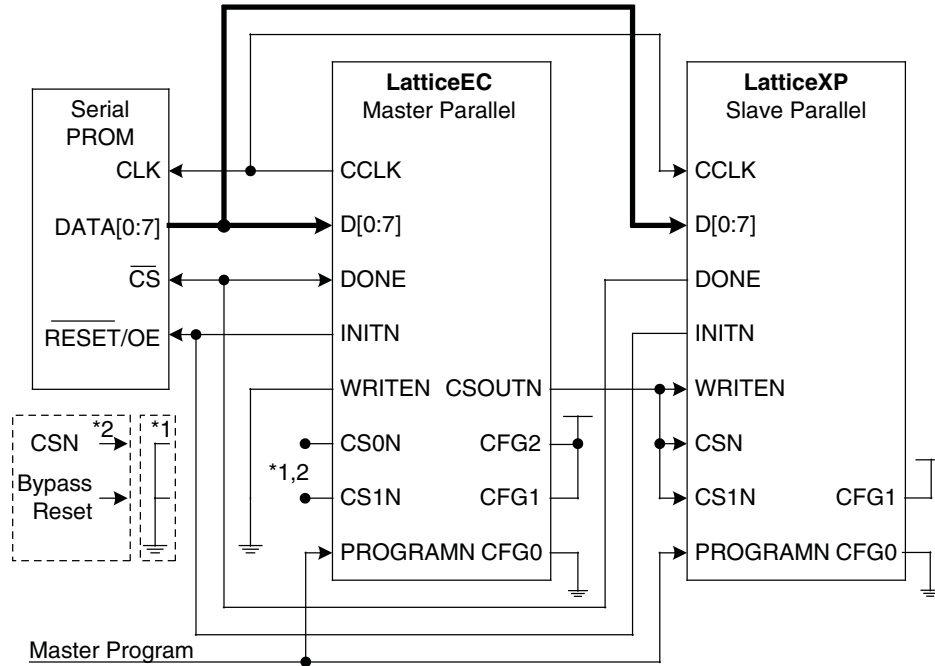 Serial
PROM
CLK
DATA[0:7]
CS
RESET/OE
CSN
*2
*1
Bypass
Reset
LatticeEC
Master Parallel
CCLK
D[0:7]
DONE
INITN
WRITEN CSOUTN
CS0N CFG2
*1,2
CS1N CFG1
PROGRAMN CFG0
LatticeXP
Slave Parallel
CCLK
D[0:7]
DONE
INITN
WRITEN
CSN
CS1N CFG1
PROGRAMN CFG0
Master Program